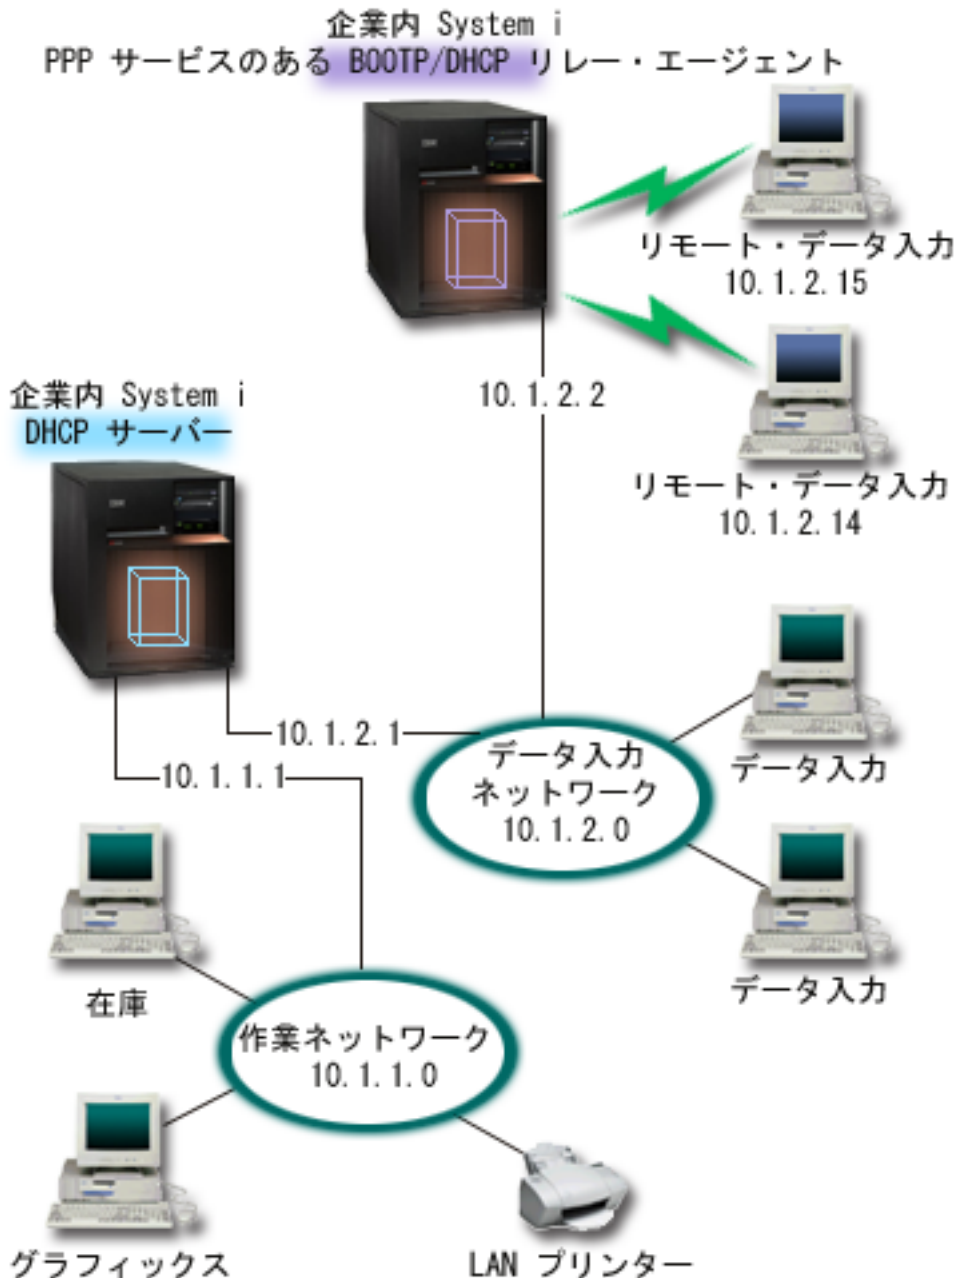 企業内 System i
PPP サービスのある BOOTP/DHCP リレー・エージェント
リモート・データ入力
10.1.2.15
10.1.2.2
企業内 System i
DHCP サーバー
リモート・データ入力
10.1.2.14
10.1.2.1
10.1.1.1
データ入力
ネットワーク
10.1.2.0
データ入力
データ入力
在庫
作業ネットワーク
10.1.1.0
グラフィックス
LAN プリンター